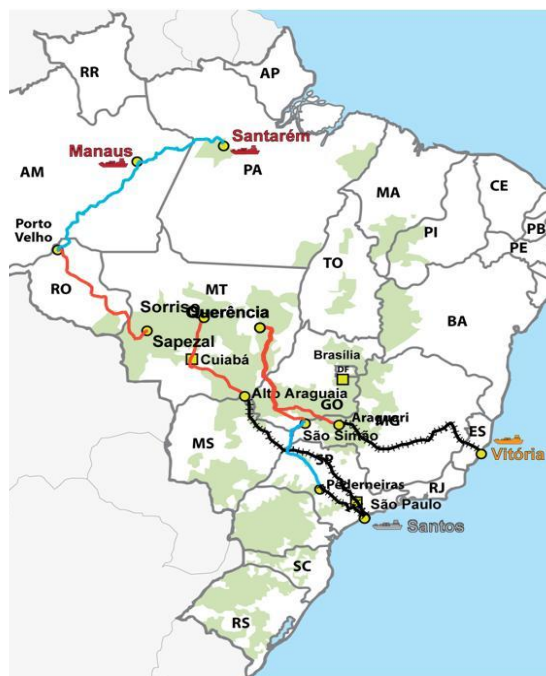 RR
AP
Santarém
Manaus
AM
PA
MA
CE
PB
PI
PE
Porto
Velho
TO
RO
MT
Sorriso
Querência
BA
Sapezal
Cuiabá
Brasília
DF
Alto Araguaia
GO
Araguari
MG
ES
MS
São Simão
Vitória
SP
RJ
Pederneiras
São Paulo
Santos
SC
RS